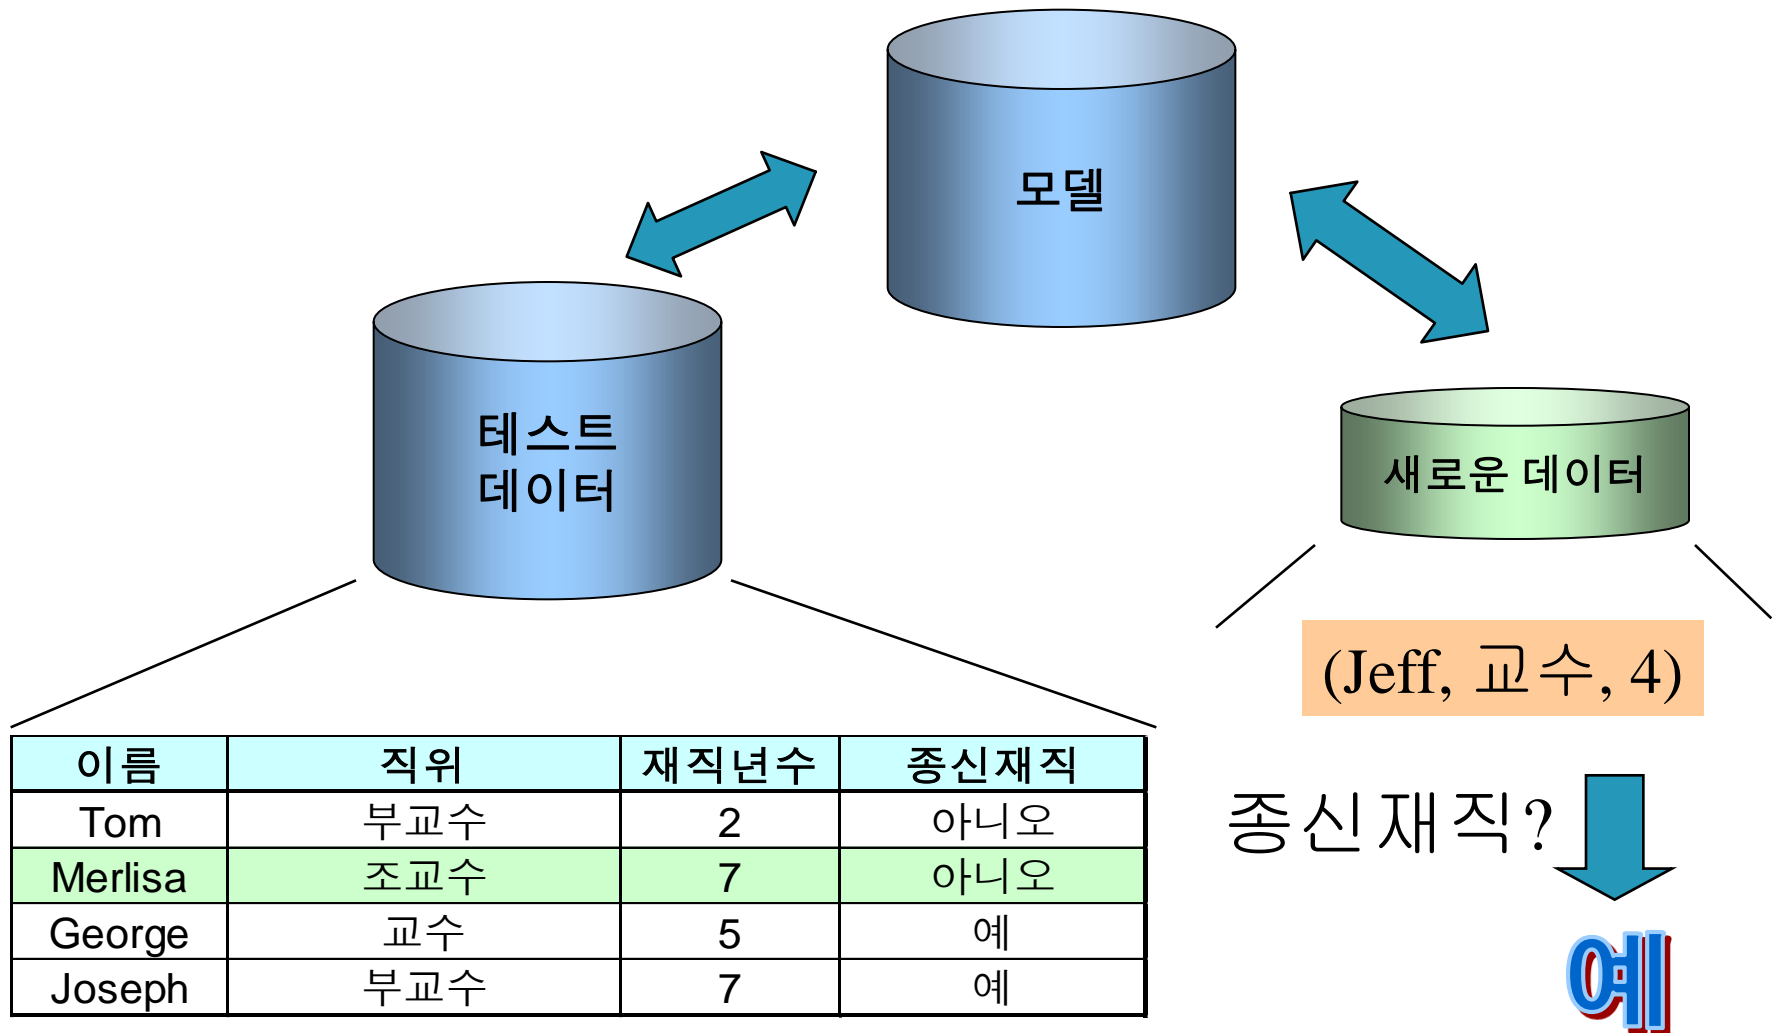 모델
테스트
데이터
새로운 데이터
(Jeff, 교수, 4)
이름 직위 재직년수 종신재직
Tom 부교수 2 아니오
Merlisa 조교수 7 아니오
George 교수 5 예
Joseph 부교수 7 예
종신재직?
예